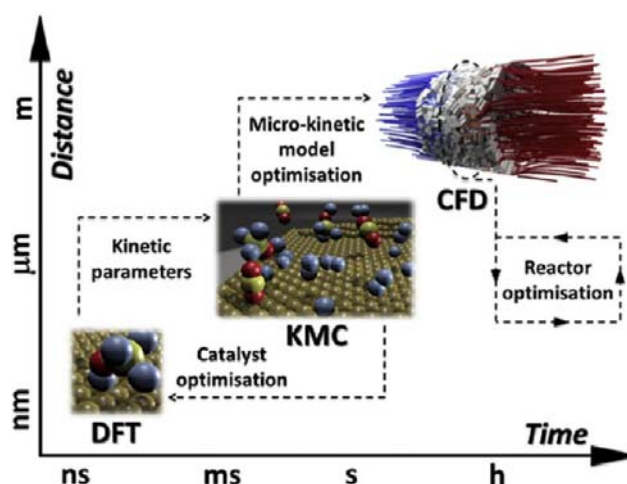 m
Distance
μm
nm
Micro-kinetic
model
optimisation
CFD
Kinetic
parameters
Reactor
optimisation
KMC
Catalyst
optimisation
DFT
Time
ns
ms
s
h